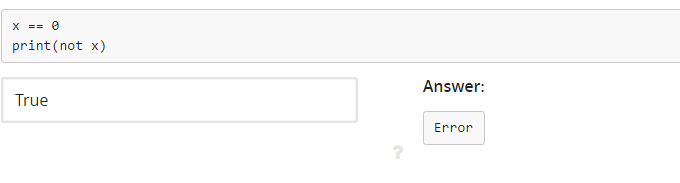 x == 0
print(not x)
True
Answer:
Error
?